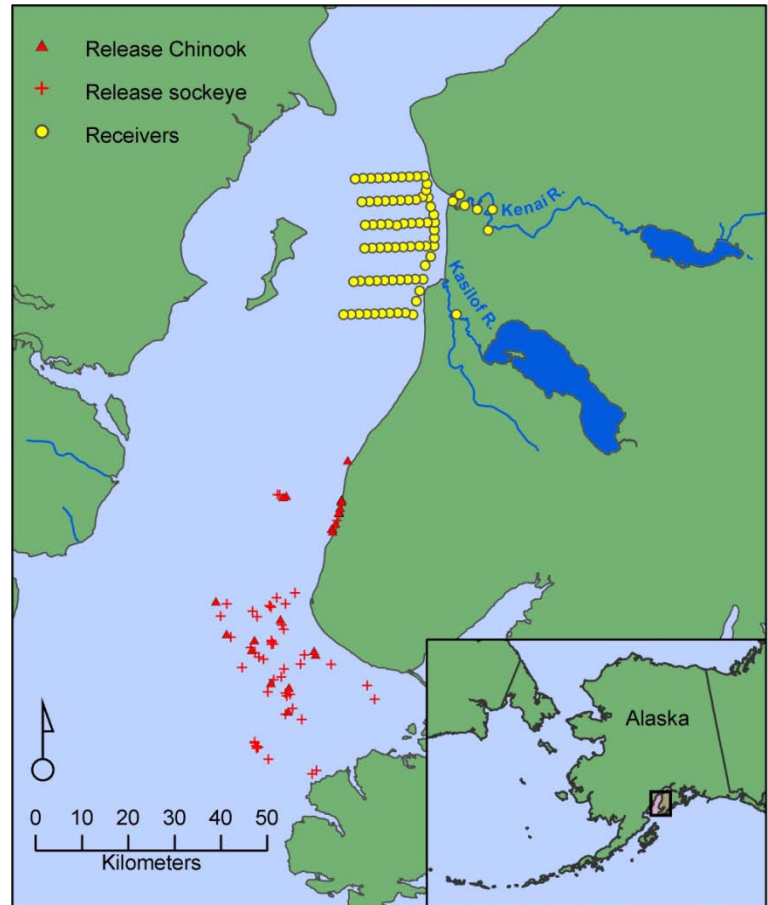 Release Chinook
Release sockeye
Receivers
Kenai R.
Kasilof R.
Alaska
0 10 20 30 40 50
Kilometers